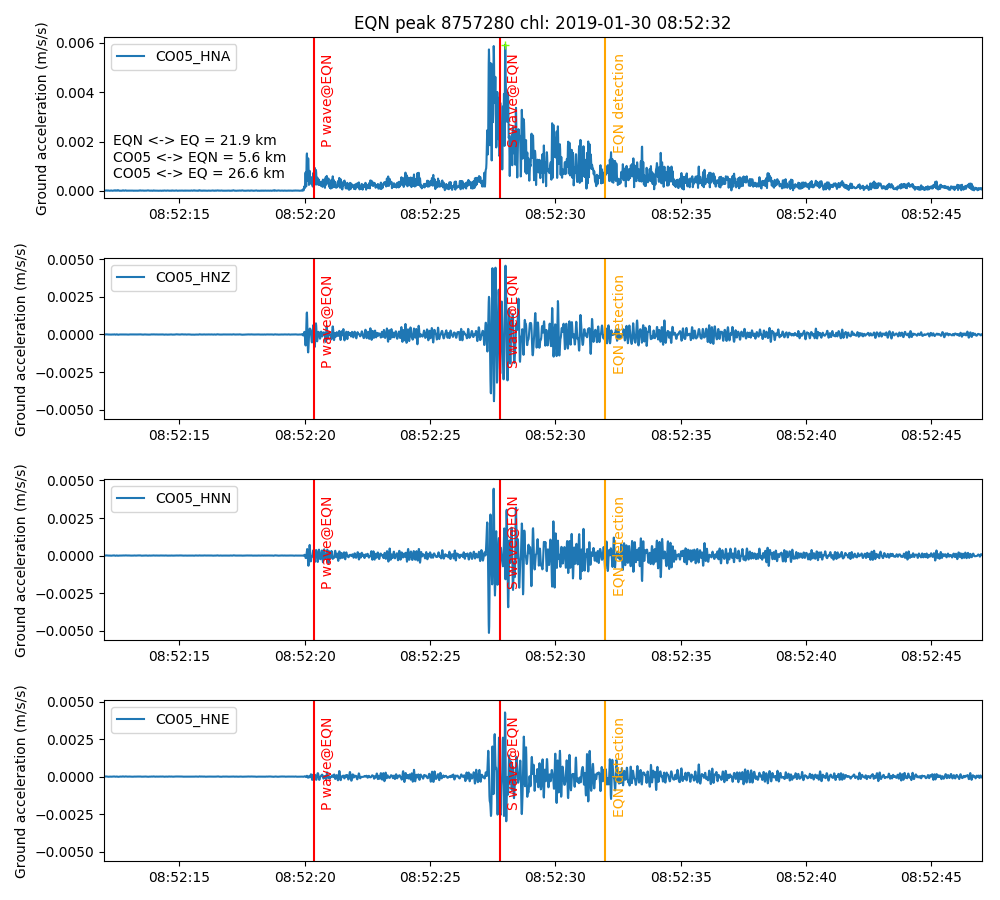 EQN peak 8757280 chl: 2019-01-30 08:52:32
Ground acceleration (m/s/s)
0.006
0.004
0.002
0.000
CO05_HNA
EQN <-> EQ = 21.9 km
CO05 <-> EQN = 5.6 km
CO05 <-> EQ = 26.6 km
P wave@EQN
S wave@EQN
EQN detection
08:52:15 08:52:20 08:52:25 08:52:30 08:52:35 08:52:40 08:52:45
Ground acceleration (m/s/s)
0.0050
0.0025
0.0000
−0.0025
−0.0050
CO05_HNZ
P wave@EQN
S wave@EQN
EQN detection
08:52:15 08:52:20 08:52:25 08:52:30 08:52:35 08:52:40 08:52:45
Ground acceleration (m/s/s)
0.0050
0.0025
0.0000
−0.0025
−0.0050
CO05_HNN
P wave@EQN
S wave@EQN
EQN detection
08:52:15 08:52:20 08:52:25 08:52:30 08:52:35 08:52:40 08:52:45
Ground acceleration (m/s/s)
0.0050
0.0025
0.0000
−0.0025
−0.0050
CO05_HNE
P wave@EQN
S wave@EQN
EQN detection
08:52:15 08:52:20 08:52:25 08:52:30 08:52:35 08:52:40 08:52:45